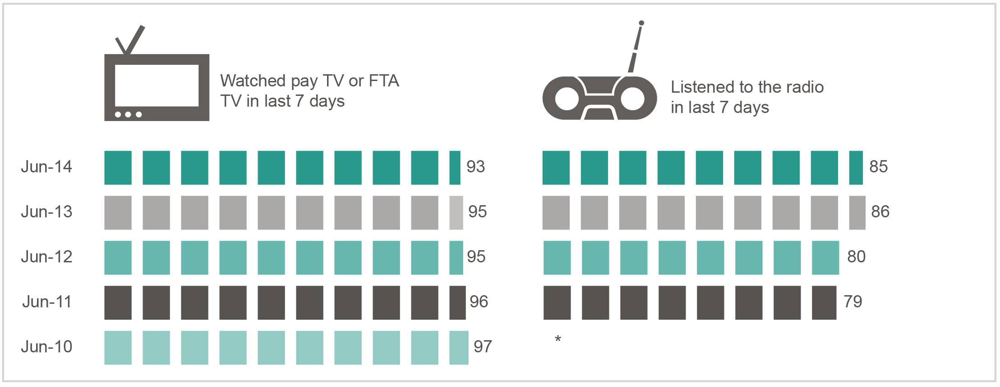 Watched pay TV or FTA
TV in last 7 days
Listened to the radio
in last 7 days
Jun-14 93 85
Jun-13 95 86
Jun-12 95 80
Jun-11 96 79
Jun-10 97 *